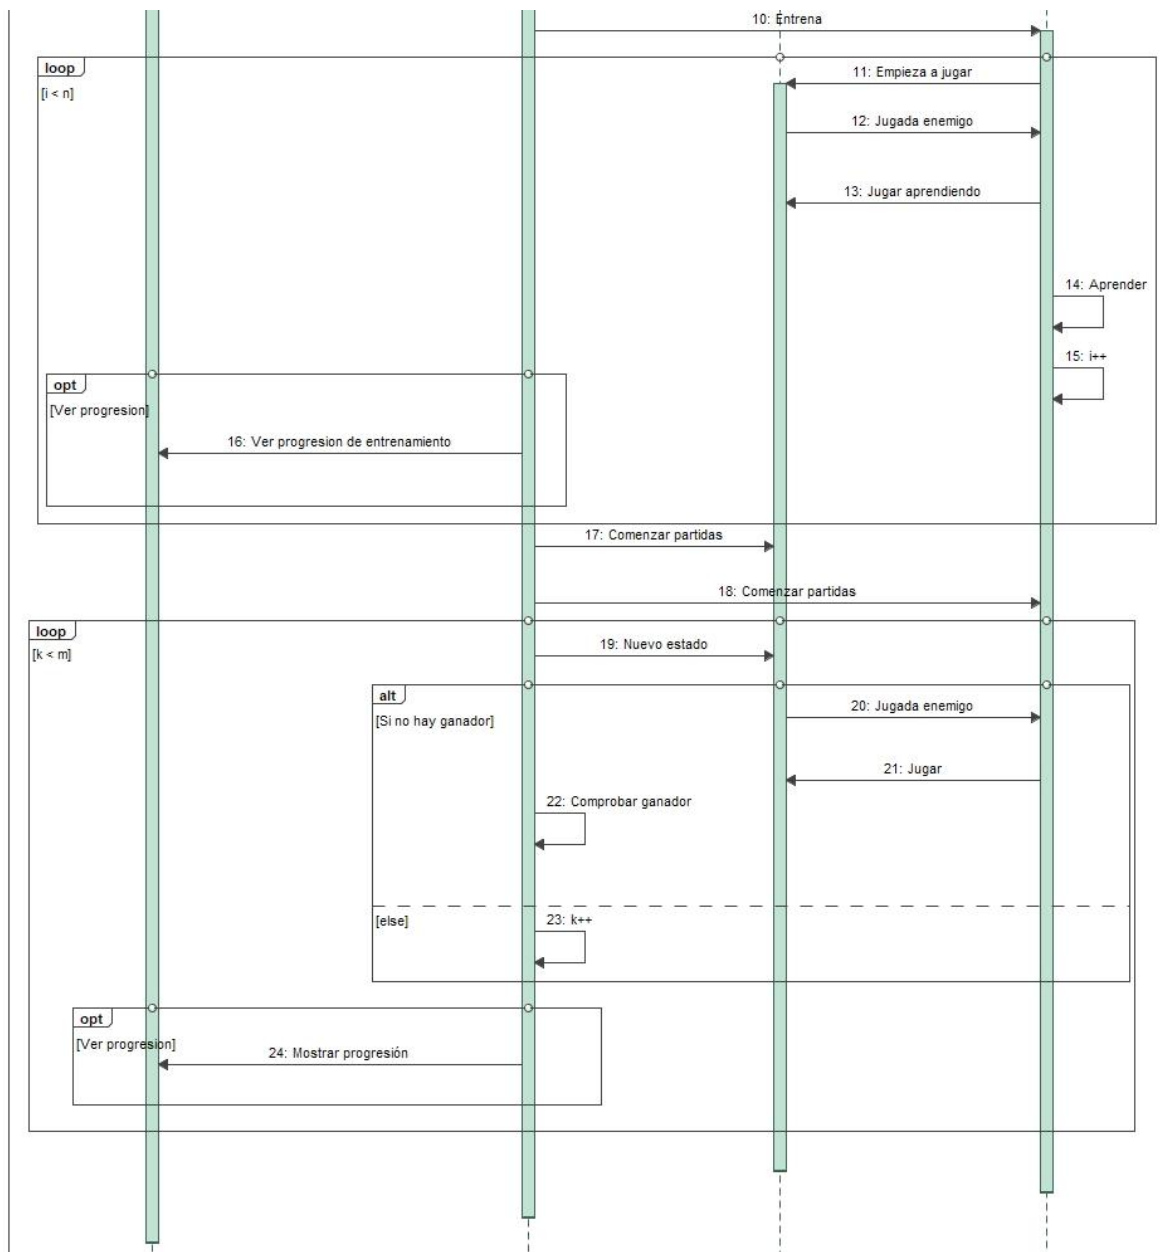 10: Entrena
loop
11: Empieza a jugar
[i < n]
12: Jugada enemigo
13: Jugar aprendiendo
14: Aprender
15: i++
opt
[Ver progresion]
16: Ver progresion de entrenamiento
17: Comenzar partidas
18: Comenzar partidas
loop
19: Nuevo estado
[k < m]
alt
20: Jugada enemigo
[Si no hay ganador]
21: Jugar
22: Comprobar ganador
[else]
23: k++
opt
[Ver progresion]
24: Mostrar progresión